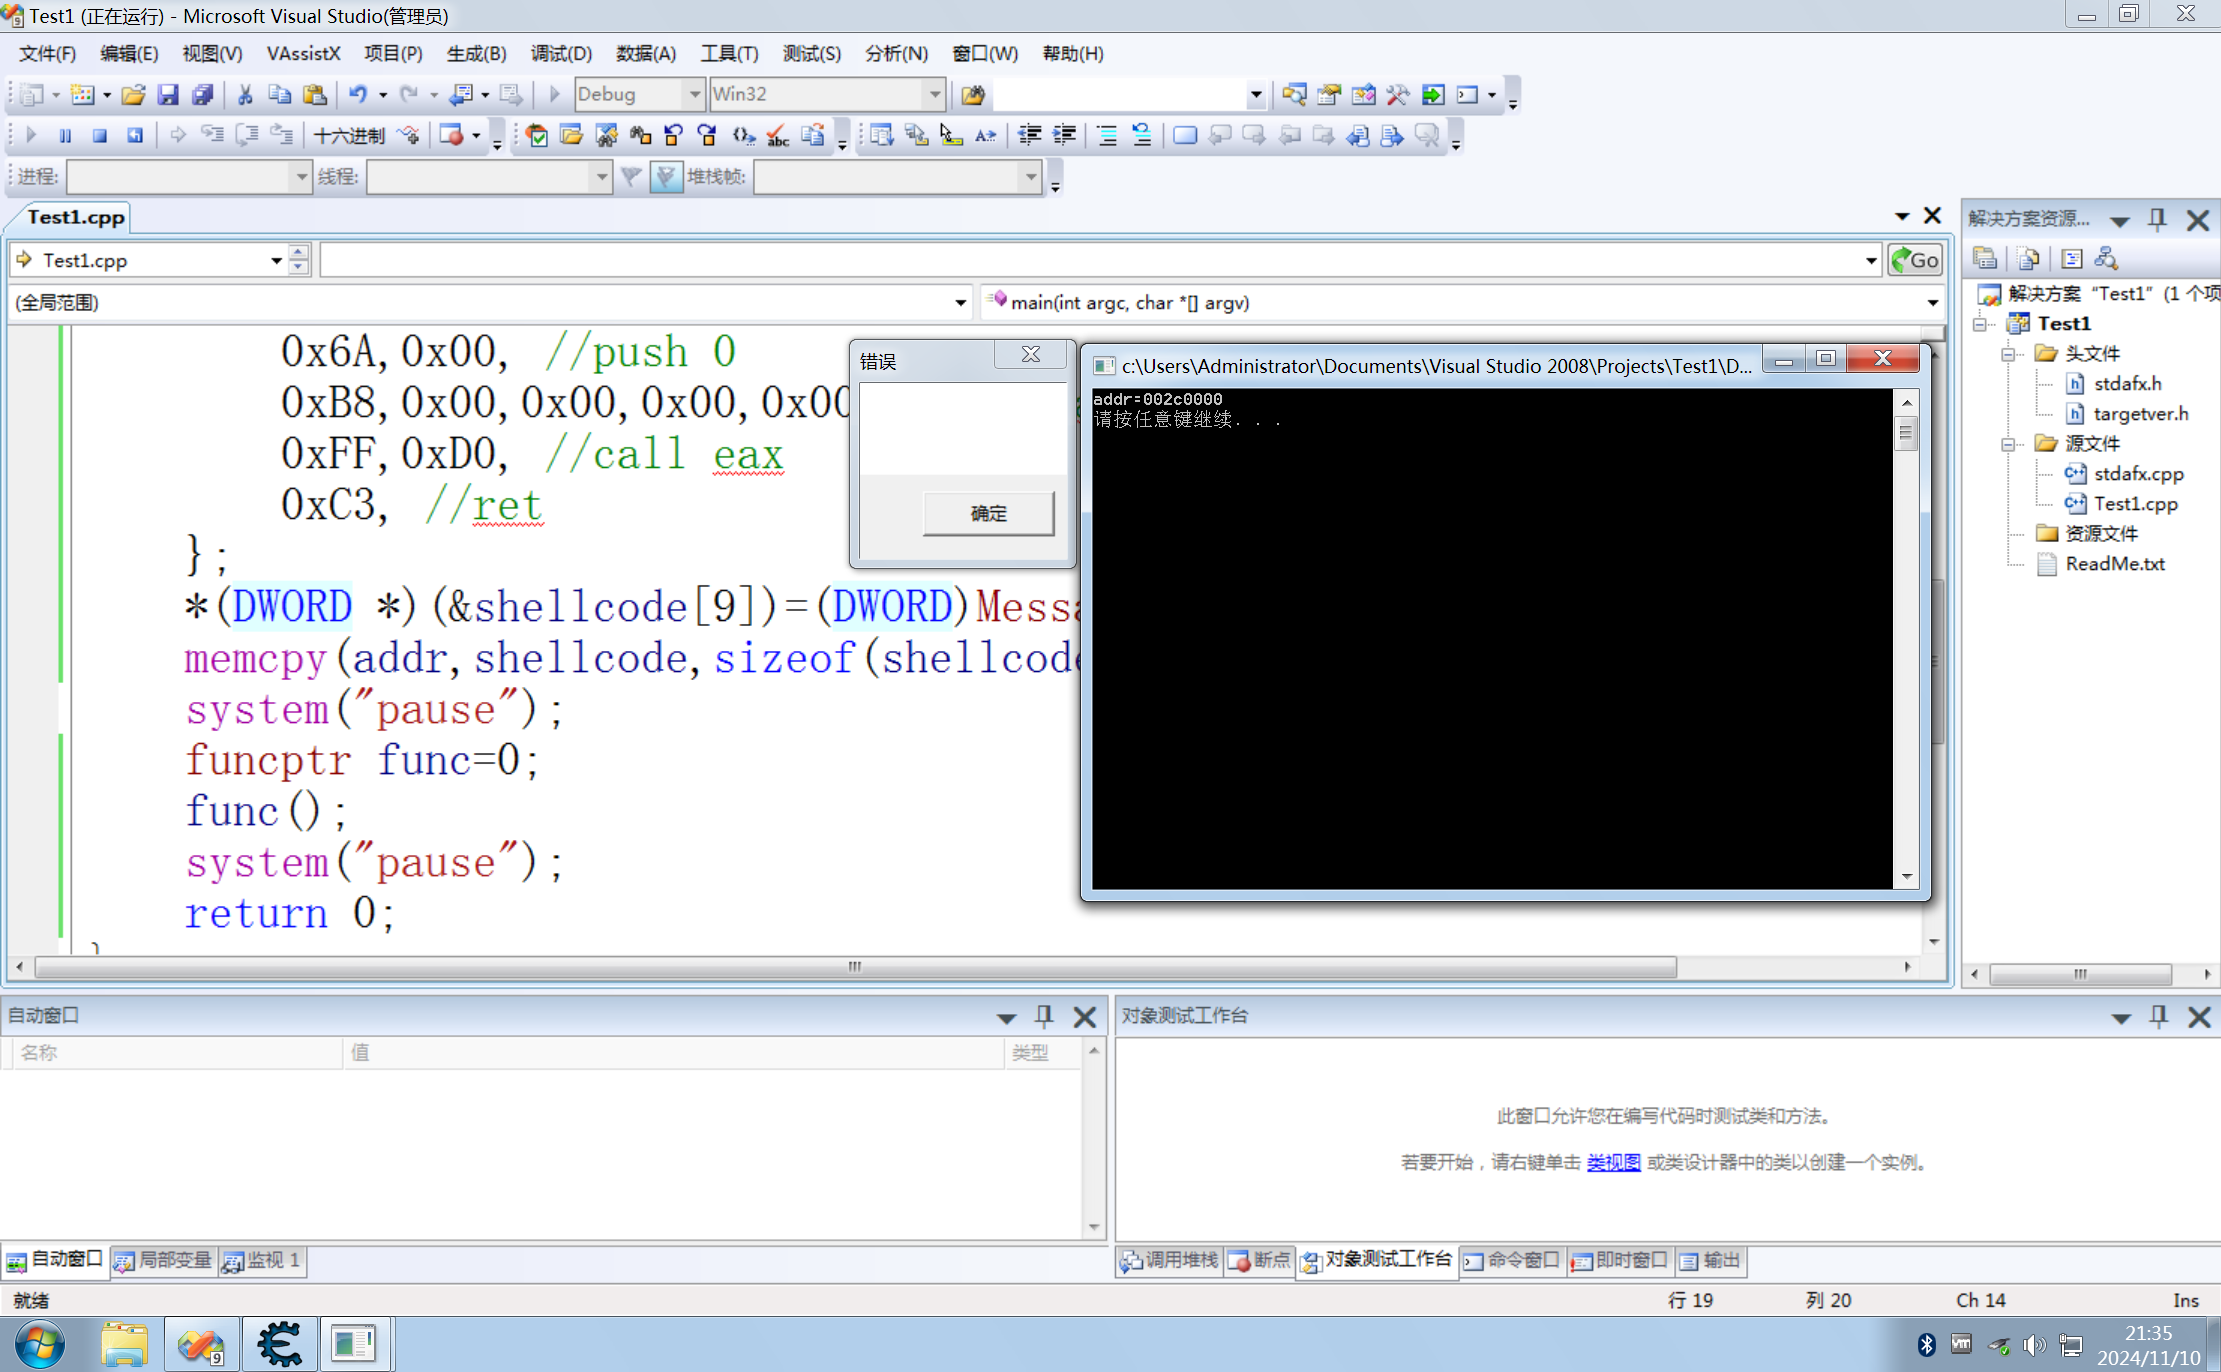 Test1 (正在运行) - Microsoft Visual Studio(管理员)
文件(F) 编辑(E) 视图(V) VAssistX 项目(P) 生成(B) 调试(D) 数据(A) 工具(T) 测试(S) 分析(N) 窗口(W) 帮助(H)
Debug Win32
十六进制
进程: 线程: 堆栈帧:
Test1.cpp
Test1.cpp Go
(全局范围) main(int argc, char *[] argv)
0x6A,0x00, //push 0
0xB8,0x00,0x00,0x00,0x00
0xFF,0xD0, //call eax
0xC3, //ret
};
*(DWORD *)(&shellcode[9])=(DWORD)Messa
memcpy(addr,shellcode,sizeof(shellcode
system("pause");
funcptr func=0;
func();
system("pause");
return 0;
}
错误
确定
c:\Users\Administrator\Documents\Visual Studio 2008\Projects\Test1\D...
addr=002c0000
请按任意键继续. . .
解决方案资源...
解决方案 "Test1" (1 个项
Test1
头文件
stdafx.h
targetver.h
源文件
stdafx.cpp
Test1.cpp
资源文件
ReadMe.txt
自动窗口
名称 值 类型
对象测试工作台
此窗口允许您在编写代码时测试类和方法。
若要开始，请右键单击 类视图 或类设计器中的类以创建一个实例。
自动窗口 局部变量 监视 1
调用堆栈 断点 对象测试工作台 命令窗口 即时窗口 输出
就绪 行 19 列 20 Ch 14 Ins
21:35
2024/11/10